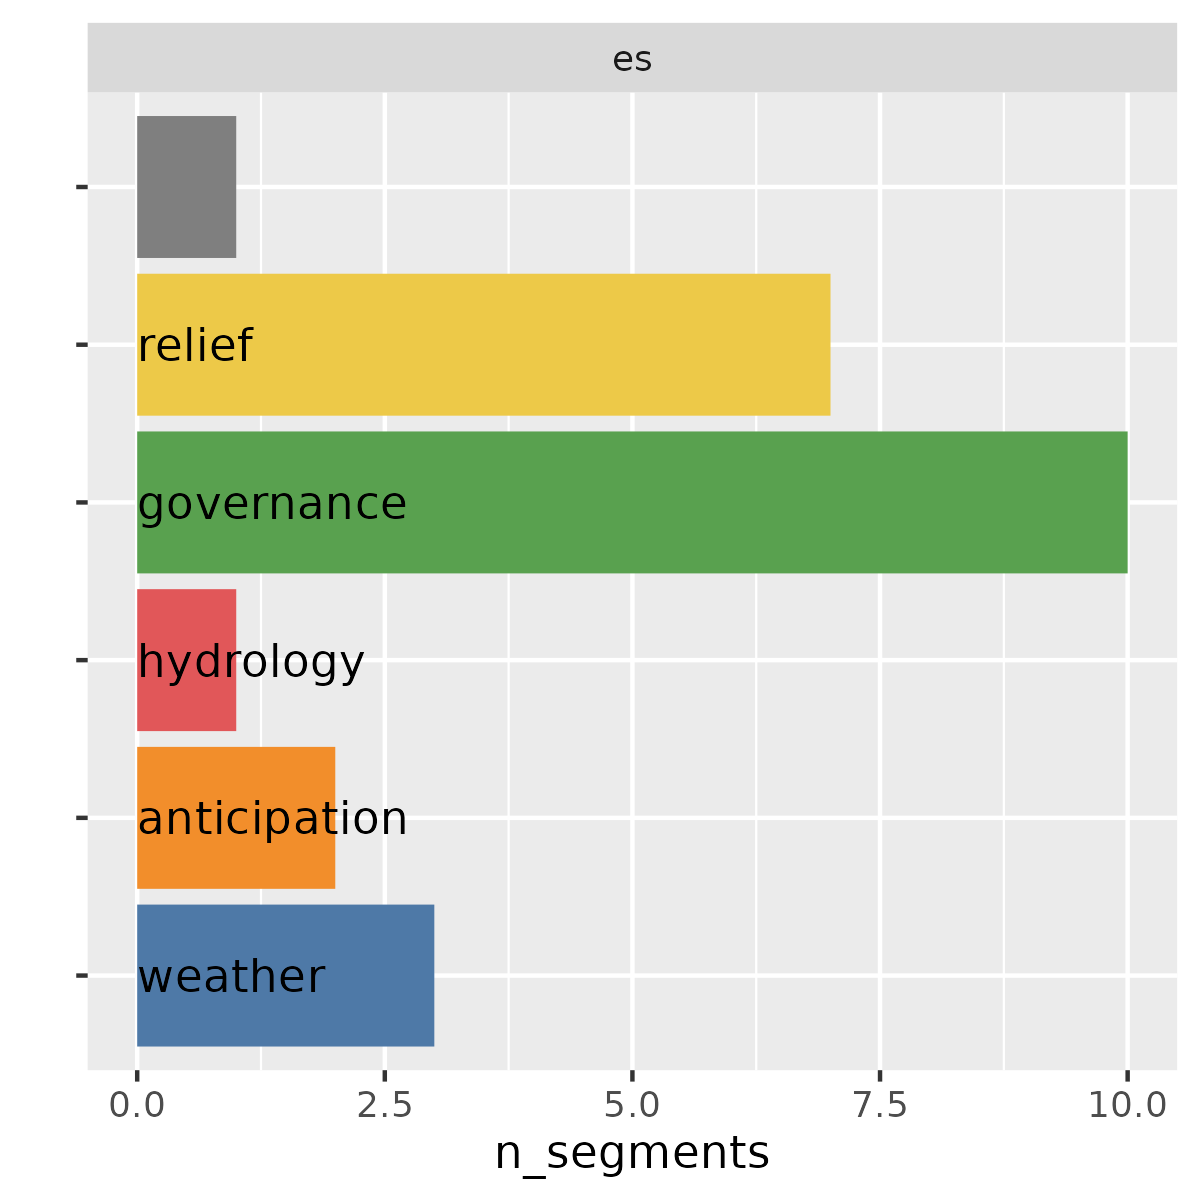 es
relief
governance
hydrology
anticipation
weather
0.0 2.5 5.0 7.5 10.0
n_segments